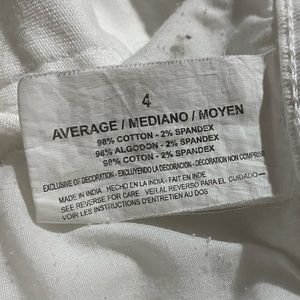 4
AVERAGE / MEDIANO / MOYEN
98% COTTON - 2% SPANDEX
98% ALGODON - 2% SPANDEX
98% COTON - 2% SPANDEX
EXCLUSIVE OF DECORATION - EXCLUYENDO LA DECORACION - DECORATION NON COMPRISE
MADE IN INDIA. HECHO EN LA INDIA - FAIT EN INDE
SEE REVERSE FOR CARE VER AL REVERSO PARA EL CUIDADO—
VOIR LES INSTRUCTIONS D'ENTRETIEN AU DOS